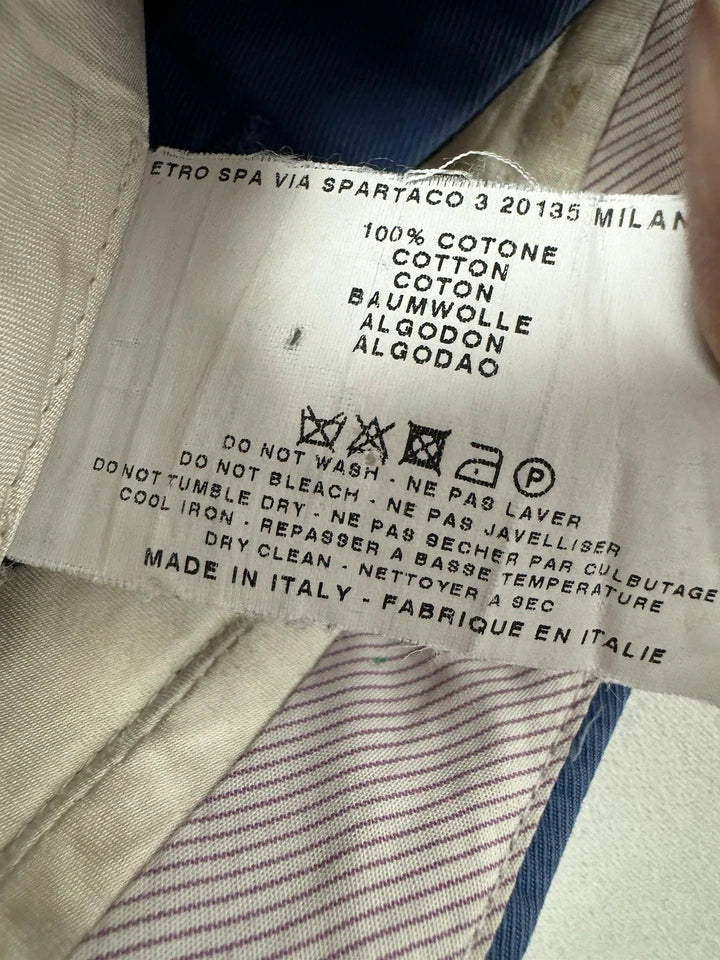 ETRO SPA VIA SPARTACO 3 20135 MILAN
100% COTONE
COTTON
COTON
BAUMWOLLE
ALGODON
ALGODAO
P
DO NOT WASH - NE PAS LAVER
DO NOT BLEACH - NE PAS JAVELLISER
DO NOT TUMBLE DRY - NE PAS SECHER PAR CULBUTAGE
COOL IRON - REPASSER A BASSE TEMPERATURE
DRY CLEAN - NETTOYER A SEC
MADE IN ITALY - FABRIQUE EN ITALIE